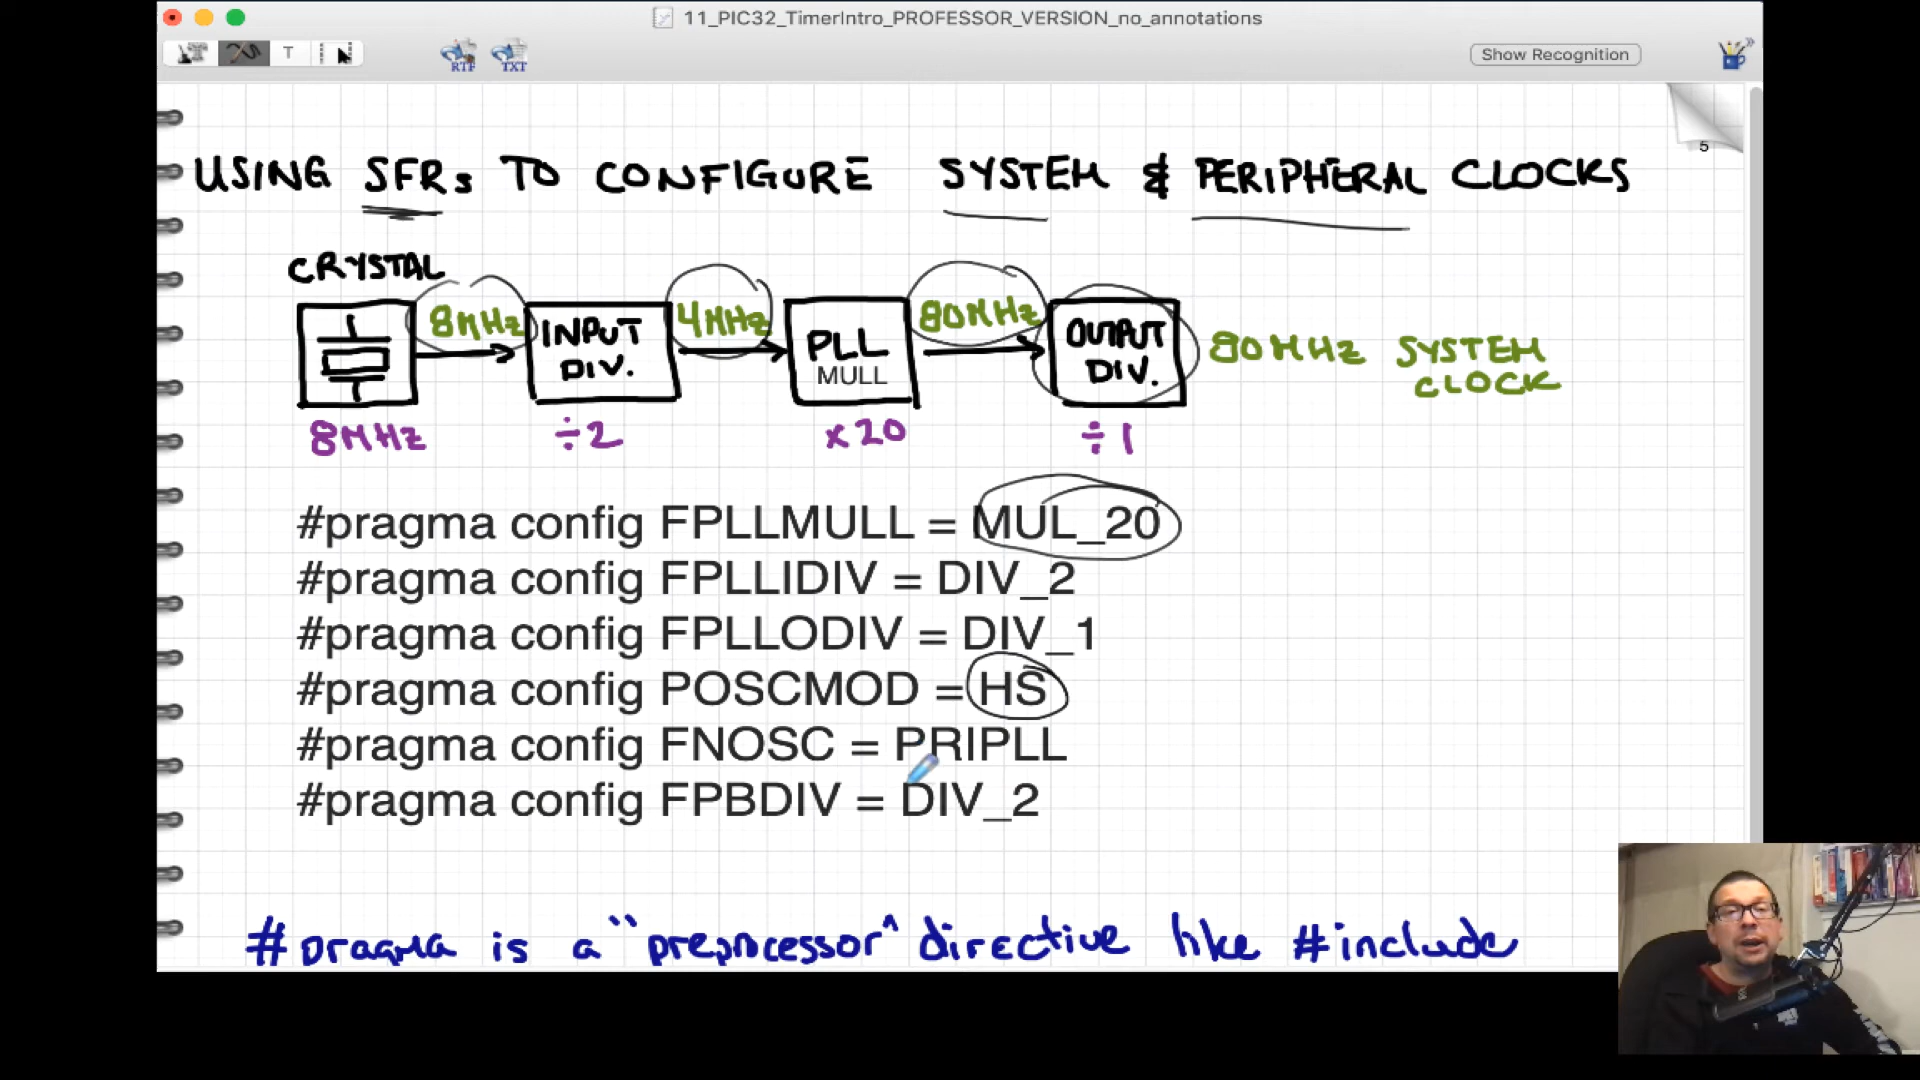 11_PIC32_TimerIntro_PROFESSOR_VERSION_no_annotations
T
RTF TXT
Show Recognition
5
USING SFRs TO CONFIGURE SYSTEM & PERIPHERAL CLOCKS
CRYSTAL
8MHz INPUT DIV. 4MHz PLL MULL 80MHz OUTPUT DIV. 80MHz SYSTEM CLOCK
8MHz ÷2 x20 ÷1
#pragma config FPLLMULL = MUL_20
#pragma config FPLLIDIV = DIV_2
#pragma config FPLLODIV = DIV_1
#pragma config POSCMOD = HS
#pragma config FNOSC = PRIPLL
#pragma config FPBDIV = DIV_2
#pragma is a "preprocessor" directive like #include